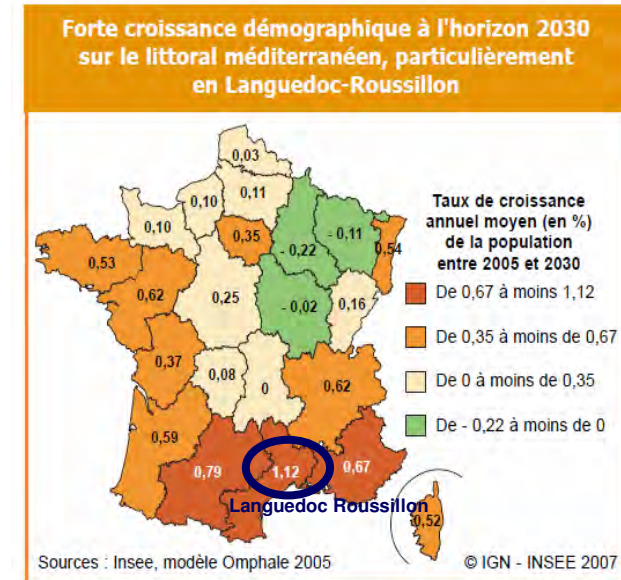 Forte croissance démographique à l'horizon 2030
sur le littoral méditerranéen, particulièrement
en Languedoc-Roussillon
0,03
0,11
0,10
0,10
0,35
- 0,22
- 0,11
0,54
0,53
0,62
0,25
- 0,02
0,16
0,37
0,08
0
0,62
0,59
0,79
1,12
0,67
Languedoc Roussillon
0,52
Taux de croissance
annuel moyen (en %)
de la population
entre 2005 et 2030
De 0,67 à moins 1,12
De 0,35 à moins de 0,67
De 0 à moins de 0,35
De - 0,22 à moins de 0
Sources : Insee, modèle Omphale 2005
© IGN - INSEE 2007